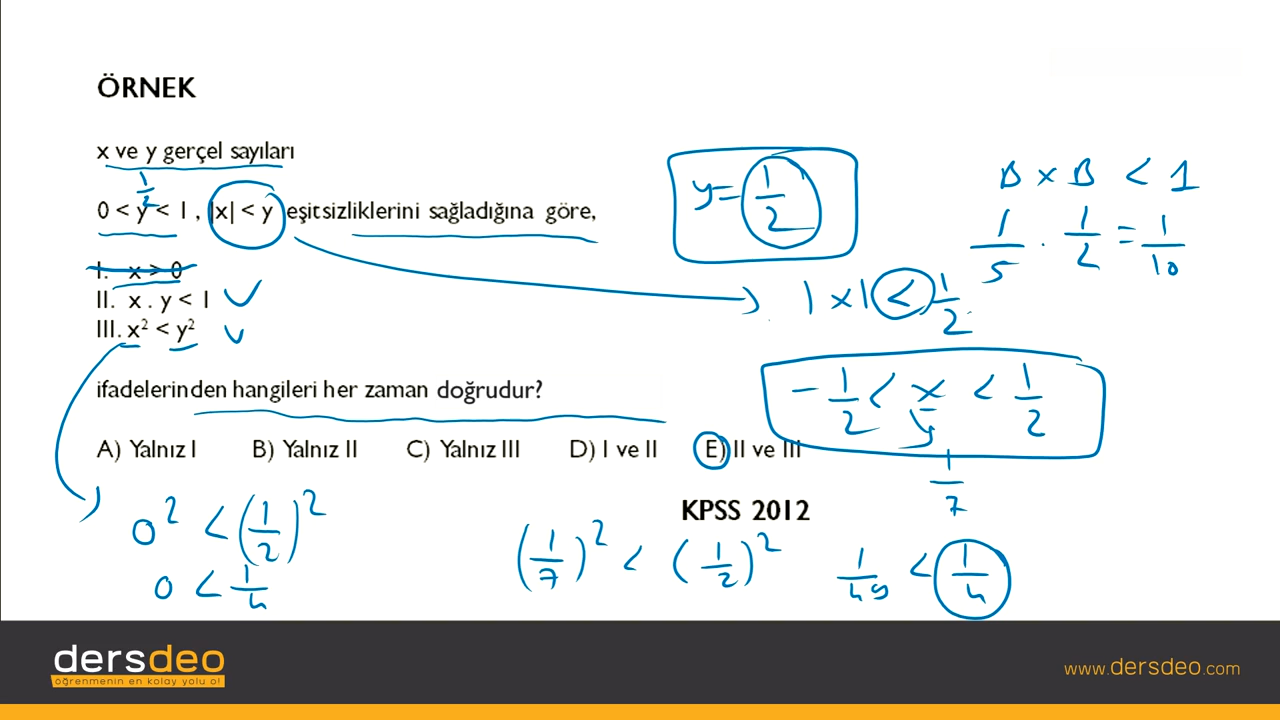 ÖRNEK
x ve y gerçel sayıları
1/2
0 < y < 1 , |x| < y eşitsizliklerini sağladığına göre,
I. x > 0
II. x . y < 1
III. x² < y²
ifadelerinden hangileri her zaman doğrudur?
A) Yalnız I B) Yalnız II C) Yalnız III D) I ve II E) II ve III
KPSS 2012
y = 1/2
B x B < 1
1/5 . 1/2 = 1/10
|x| < 1/2
-1/2 < x < 1/2
1/7
0² < (1/2)²
0 < 1/4
(1/7)² < (1/2)²
1/49 < 1/4
dersdeo
öğrenmenin en kolay yolu o!
www.dersdeo.com